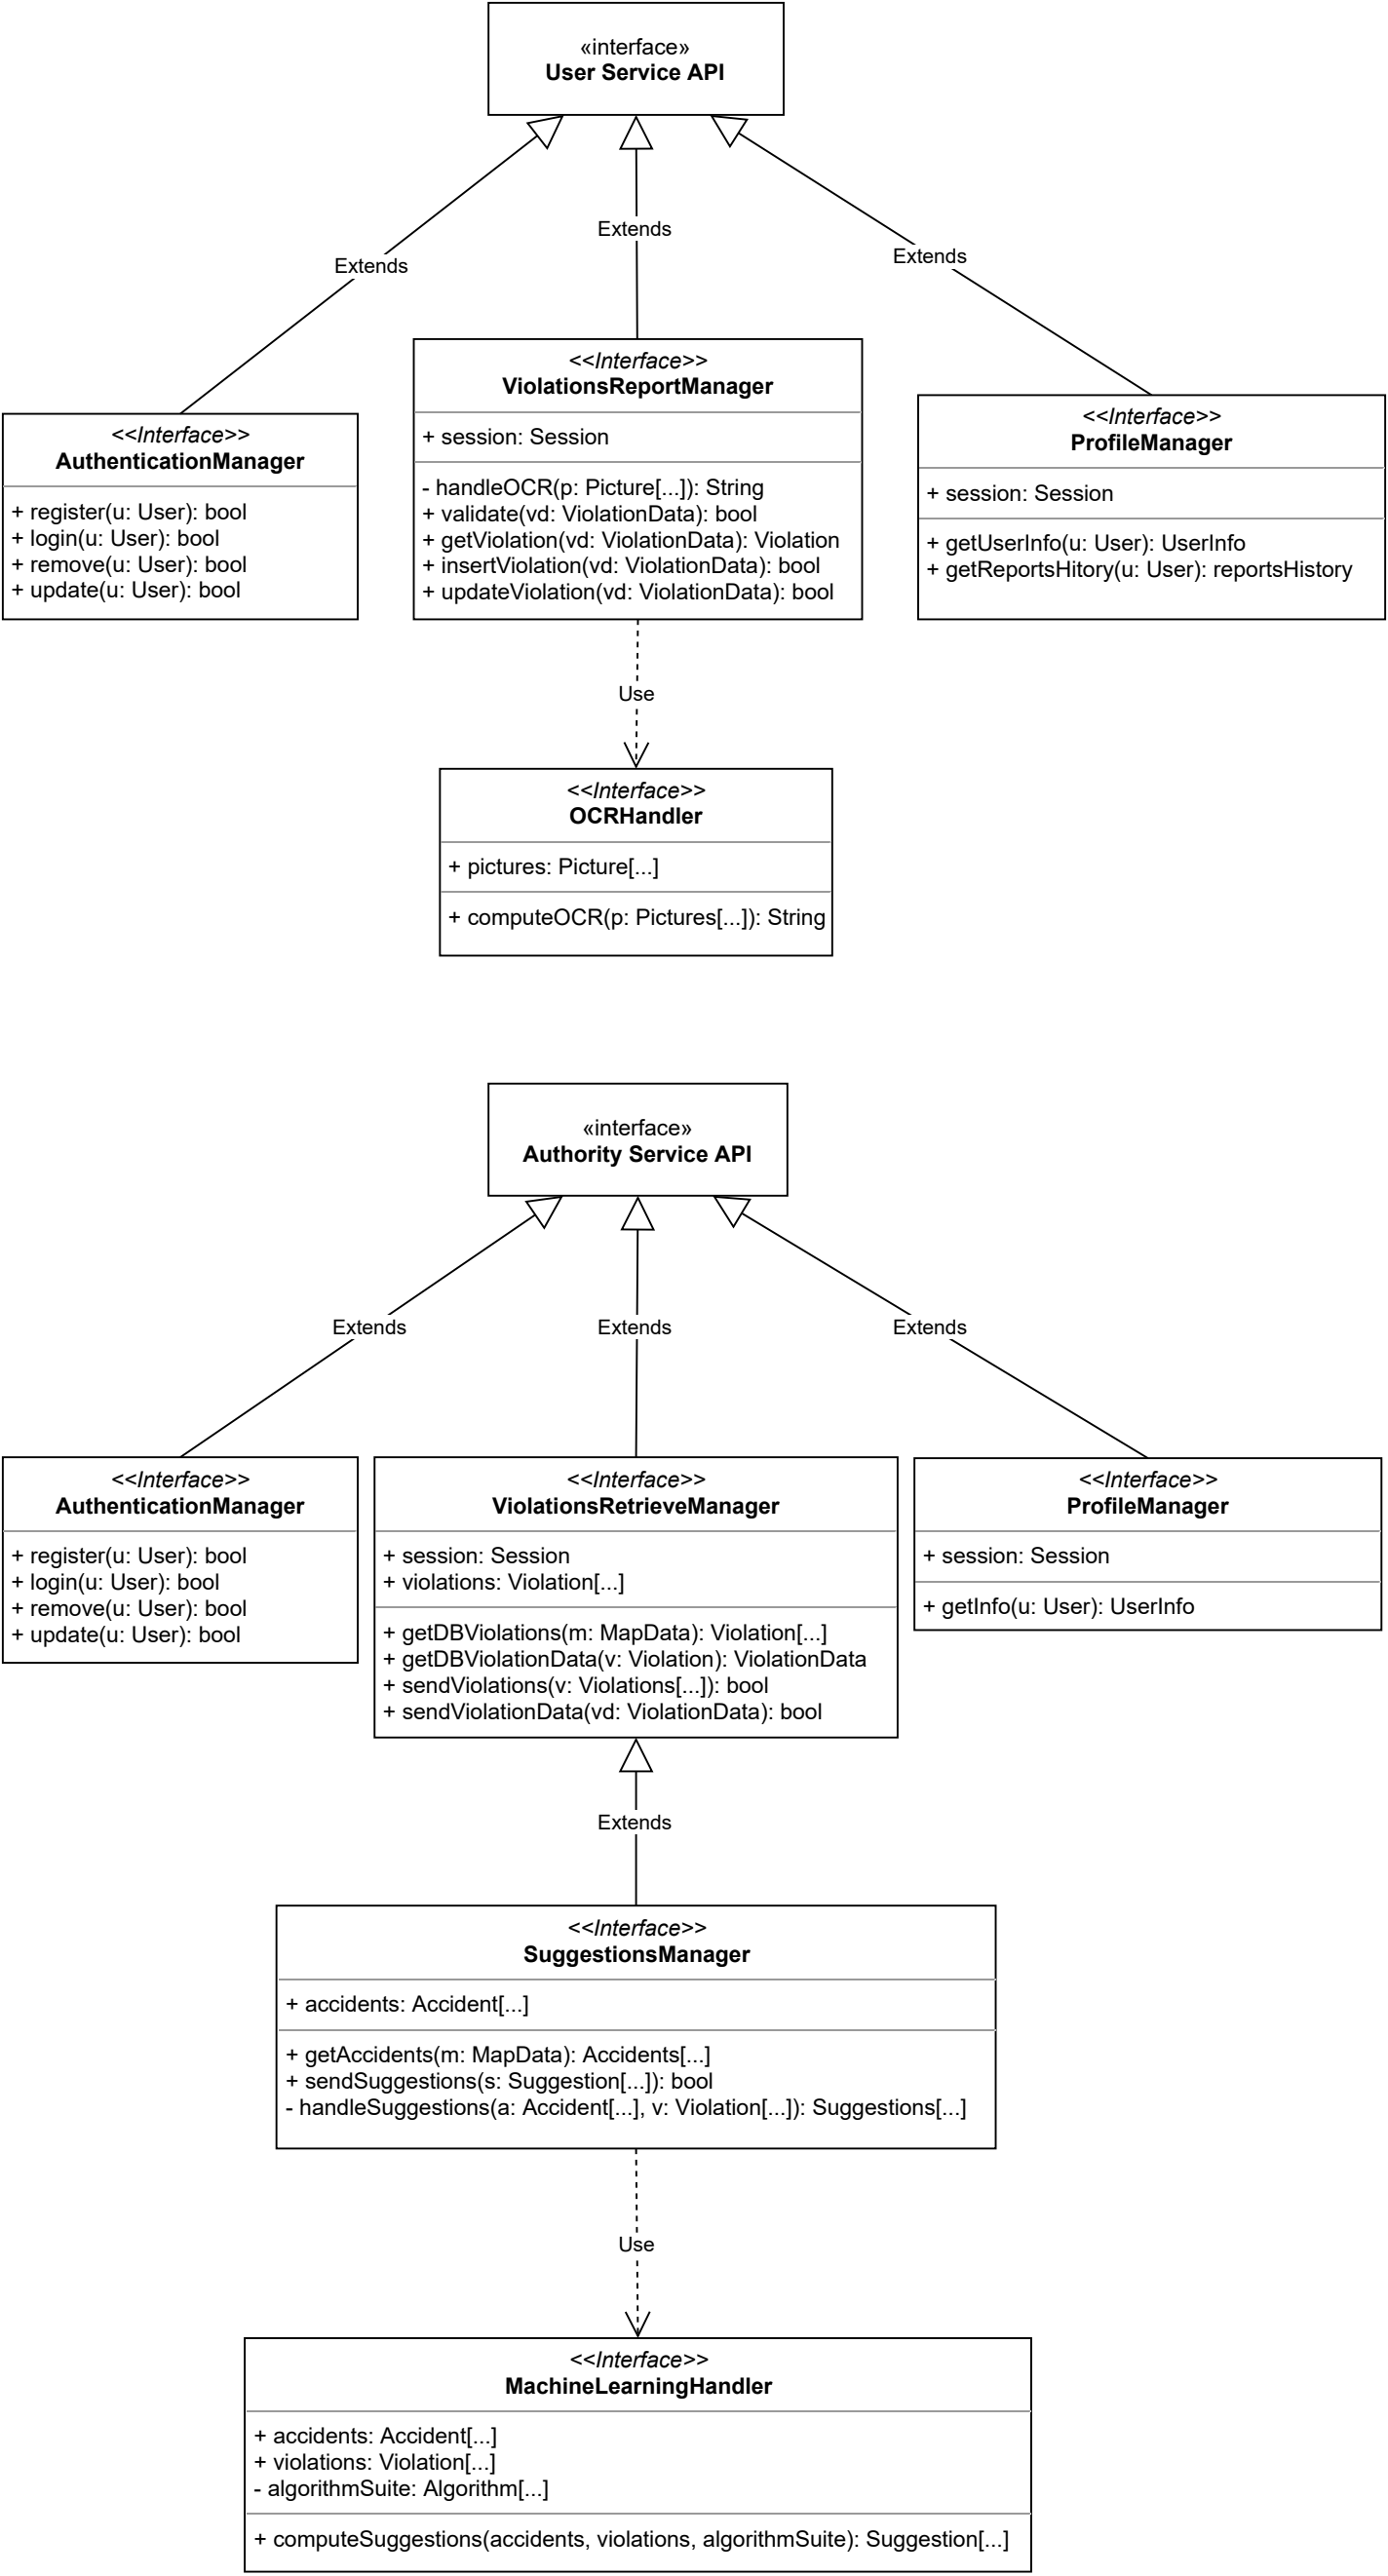 «interface»
User Service API
Extends
Extends
Extends
<<Interface>>
AuthenticationManager
+ register(u: User): bool
+ login(u: User): bool
+ remove(u: User): bool
+ update(u: User): bool
<<Interface>>
ViolationsReportManager
+ session: Session
- handleOCR(p: Picture[...]): String
+ validate(vd: ViolationData): bool
+ getViolation(vd: ViolationData): Violation
+ insertViolation(vd: ViolationData): bool
+ updateViolation(vd: ViolationData): bool
<<Interface>>
ProfileManager
+ session: Session
+ getUserInfo(u: User): UserInfo
+ getReportsHitory(u: User): reportsHistory
Use
<<Interface>>
OCRHandler
+ pictures: Picture[...]
+ computeOCR(p: Pictures[...]): String
«interface»
Authority Service API
Extends
Extends
Extends
<<Interface>>
AuthenticationManager
+ register(u: User): bool
+ login(u: User): bool
+ remove(u: User): bool
+ update(u: User): bool
<<Interface>>
ViolationsRetrieveManager
+ session: Session
+ violations: Violation[...]
+ getDBViolations(m: MapData): Violation[...]
+ getDBViolationData(v: Violation): ViolationData
+ sendViolations(v: Violations[...]): bool
+ sendViolationData(vd: ViolationData): bool
<<Interface>>
ProfileManager
+ session: Session
+ getInfo(u: User): UserInfo
Extends
<<Interface>>
SuggestionsManager
+ accidents: Accident[...]
+ getAccidents(m: MapData): Accidents[...]
+ sendSuggestions(s: Suggestion[...]): bool
- handleSuggestions(a: Accident[...], v: Violation[...]): Suggestions[...]
Use
<<Interface>>
MachineLearningHandler
+ accidents: Accident[...]
+ violations: Violation[...]
- algorithmSuite: Algorithm[...]
+ computeSuggestions(accidents, violations, algorithmSuite): Suggestion[...]